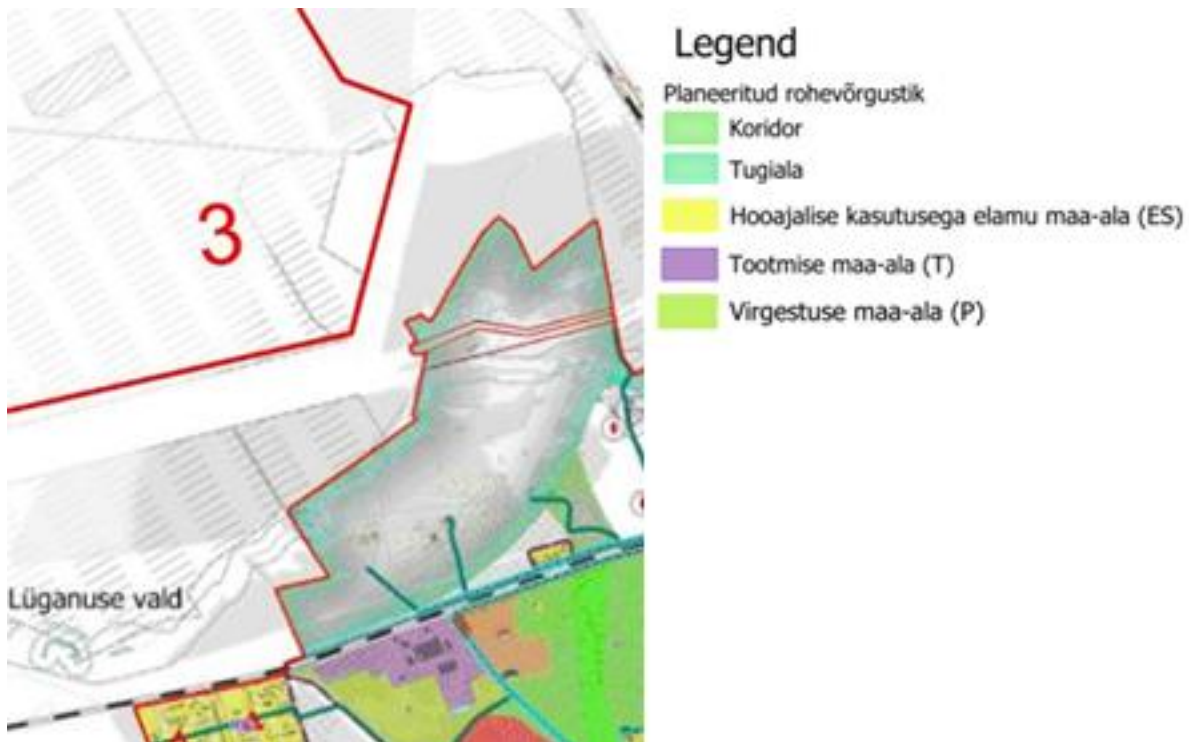 Legend
Planeeritud rohevõrgustik
Koridor
Tugiala
Hooajalise kasutusega elamu maa-ala (ES)
Tootmise maa-ala (T)
Virgestuse maa-ala (P)
3
Lüganuse vald